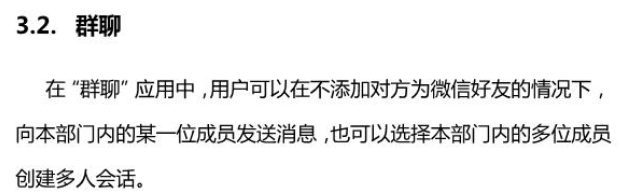 3.2. 群聊
在“群聊”应用中,用户可以在不添加对方为微信好友的情况下，
向本部门内的某一位成员发送消息,也可以选择本部门内的多位成员
创建多人会话。